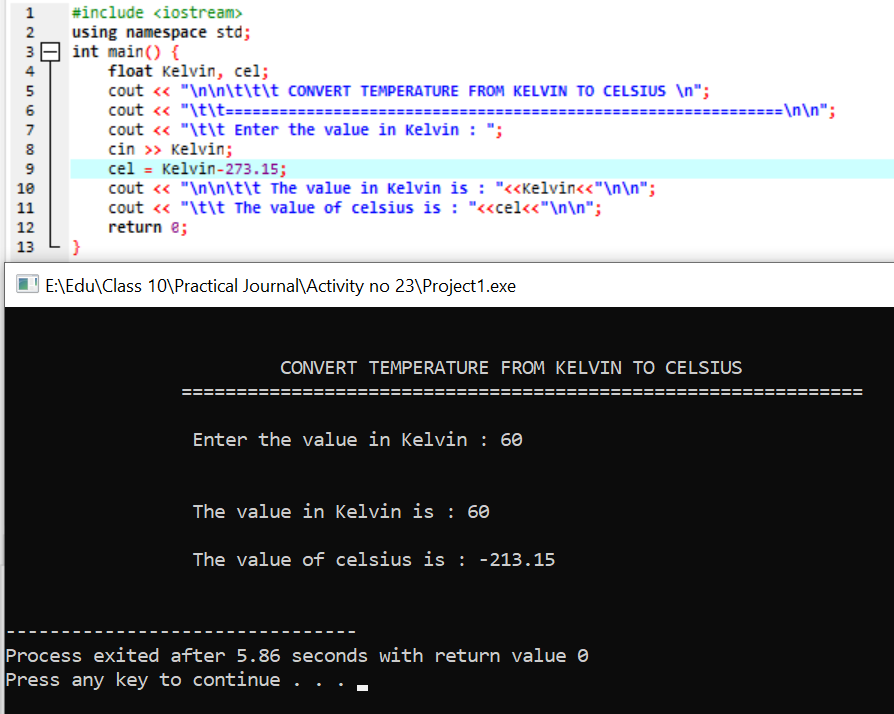 1 #include <iostream>
2 using namespace std;
3 int main() {
4 float Kelvin, cel;
5 cout << "\n\n\t\t\t CONVERT TEMPERATURE FROM KELVIN TO CELSIUS \n";
6 cout << "\t\t==============================================================\n\n";
7 cout << "\t\t Enter the value in Kelvin : ";
8 cin >> Kelvin;
9 cel = Kelvin-273.15;
10 cout << "\n\n\t\t The value in Kelvin is : "<<Kelvin<<"\n\n";
11 cout << "\t\t The value of celsius is : "<<cel<<"\n\n";
12 return 0;
13 }
E:\Edu\Class 10\Practical Journal\Activity no 23\Project1.exe
CONVERT TEMPERATURE FROM KELVIN TO CELSIUS
==============================================================
Enter the value in Kelvin : 60
The value in Kelvin is : 60
The value of celsius is : -213.15
--------------------------------
Process exited after 5.86 seconds with return value 0
Press any key to continue . . .